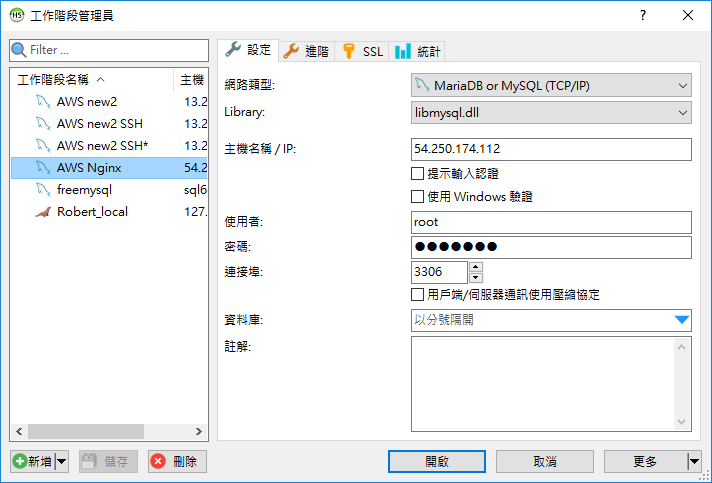 HS 工作階段管理員
Filter ...
工作階段名稱 主機
AWS new2 13.2
AWS new2 SSH 13.2
AWS new2 SSH* 13.2
AWS Nginx 54.2
freemysql sql6
Robert_local 127.
設定 進階 SSL 統計
網路類型: MariaDB or MySQL (TCP/IP)
Library: libmysql.dll
主機名稱 / IP: 54.250.174.112
提示輸入認證
使用 Windows 驗證
使用者: root
密碼: ●●●●●●●
連接埠: 3306
用戶端/伺服器通訊使用壓縮協定
資料庫: 以分號隔開
註解:
新增 儲存 刪除 開啟 取消 更多